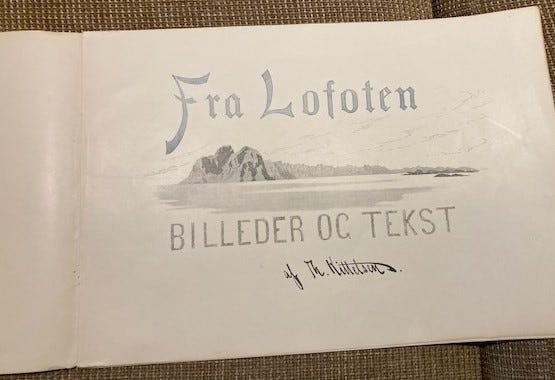 Fra Lofoten
BILLEDER OG TEKST
af Th. Kittelsen.